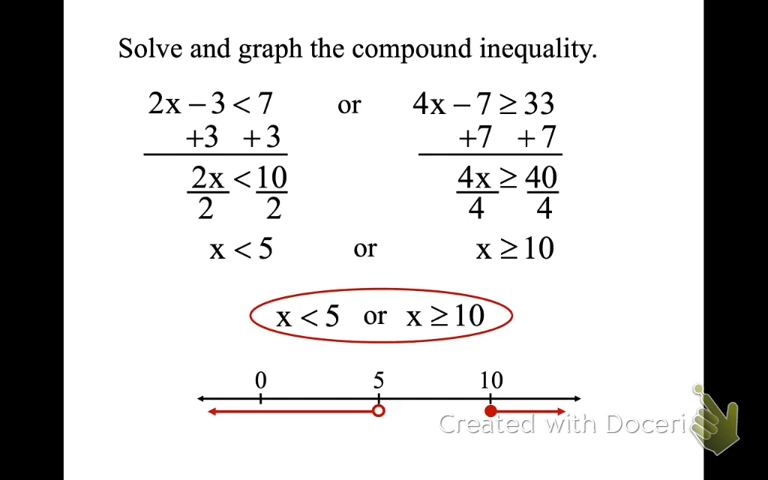 Solve and graph the compound inequality.
2x − 3 < 7 or 4x − 7 ≥ 33
+3 +3 +7 +7
2x < 10 4x ≥ 40
2 2 4 4
x < 5 or x ≥ 10
x < 5 or x ≥ 10
0 5 10
Created with Doceri